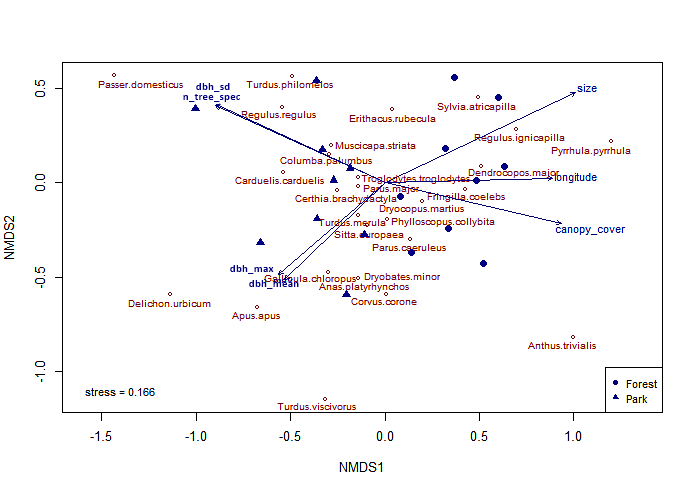 Passer.domesticus
Turdus.philomelos
dbh_sd
n_tree_spec
size
Sylvia.atricapilla
Regulus.regulus
Erithacus.rubecula
Regulus.ignicapilla
Muscicapa.striata
Pyrrhula.pyrrhula
Columba.palumbus
Dendrocopos.major
Carduelis.carduelis
Troglodytes.troglodytes
longitude
Parus.major
Certhia.brachydactyla
Fringilla.coelebs
Dryocopus.martius
Turdus.merula
Phylloscopus.collybita
canopy_cover
Sitta.europaea
Parus.caeruleus
dbh_max
Gallinula.chloropus
Dryobates.minor
dbh_mean
Anas.platyrhynchos
Delichon.urbicum
Corvus.corone
Apus.apus
Anthus.trivialis
Turdus.viscivorus
stress = 0.166
Forest
Park
0.5
0.0
-0.5
-1.0
NMDS2
-1.5
-1.0
-0.5
0.0
0.5
1.0
NMDS1